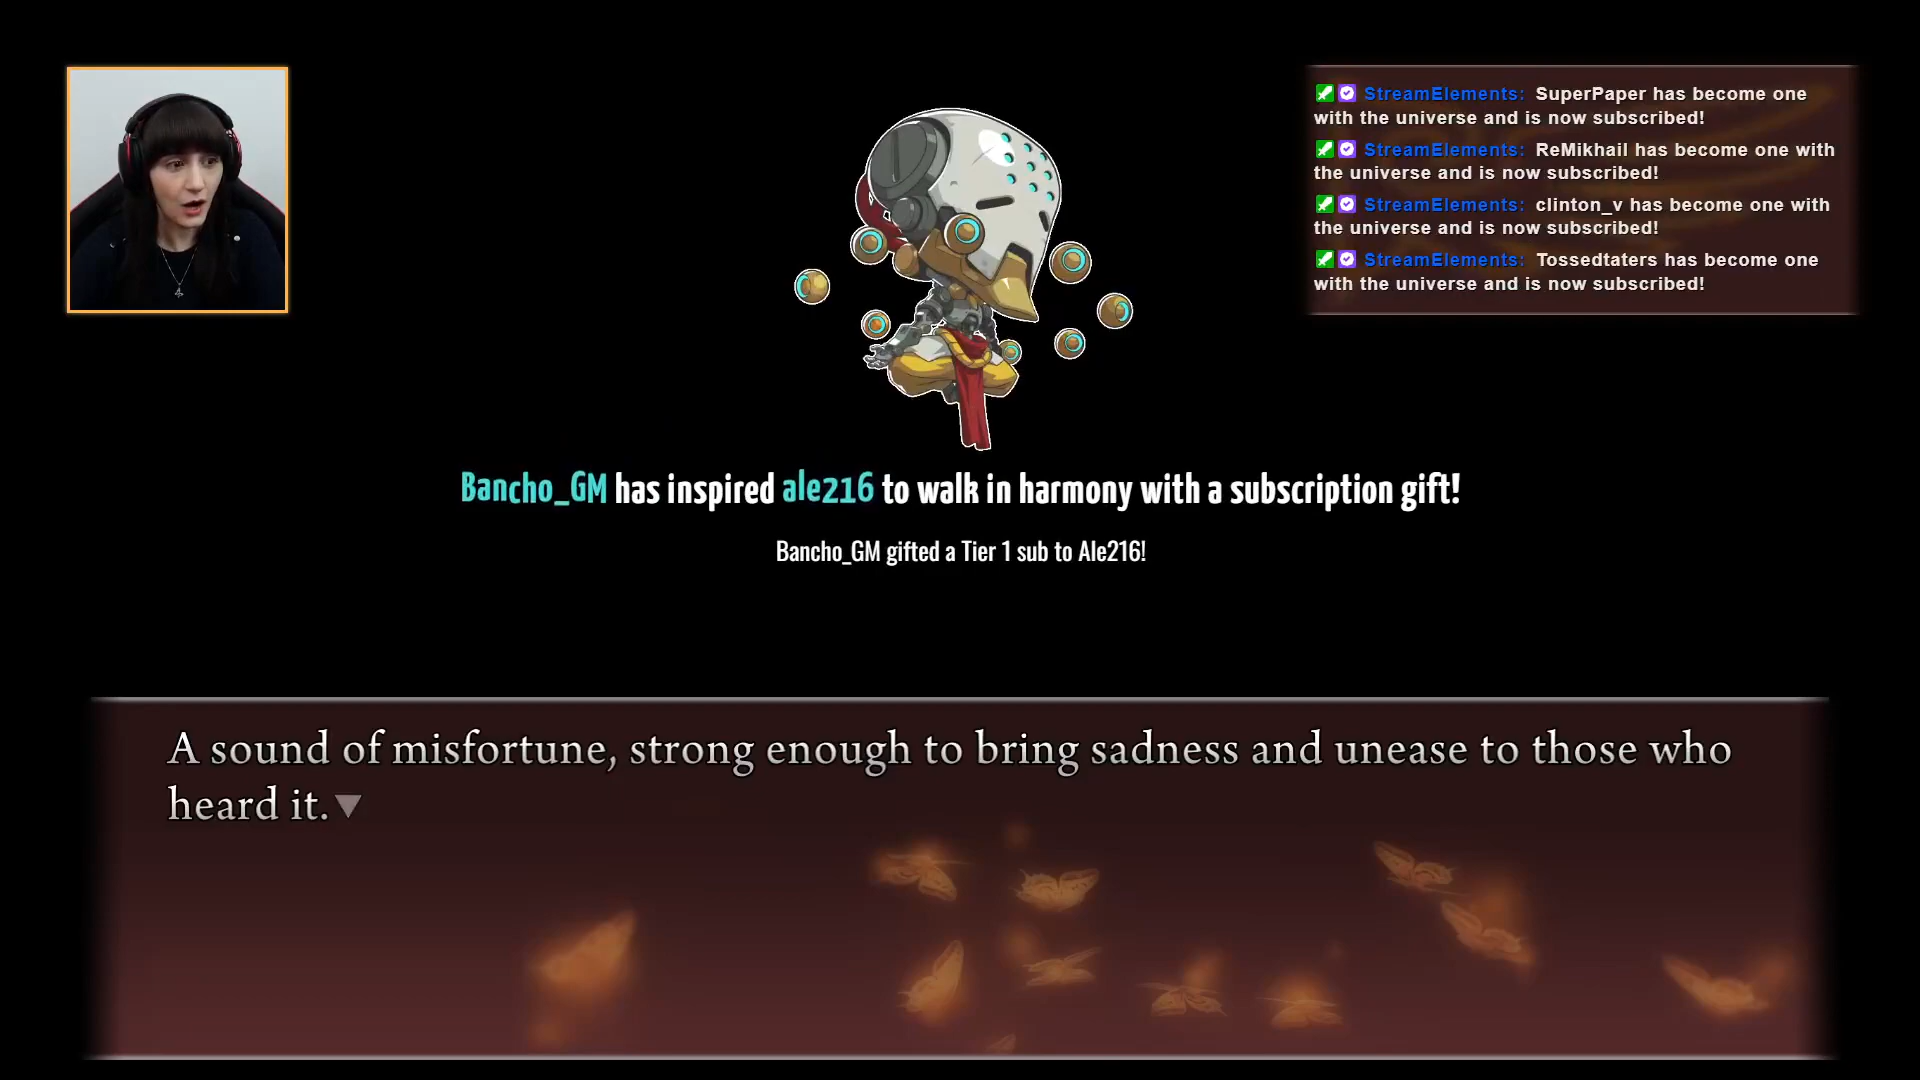 StreamElements: SuperPaper has become one
with the universe and is now subscribed!
StreamElements: ReMikhail has become one with
the universe and is now subscribed!
StreamElements: clinton_v has become one with
the universe and is now subscribed!
StreamElements: Tossedtaters has become one
with the universe and is now subscribed!
Bancho_GM has inspired ale216 to walk in harmony with a subscription gift!
Bancho_GM gifted a Tier 1 sub to Ale216!
A sound of misfortune, strong enough to bring sadness and unease to those who
heard it.